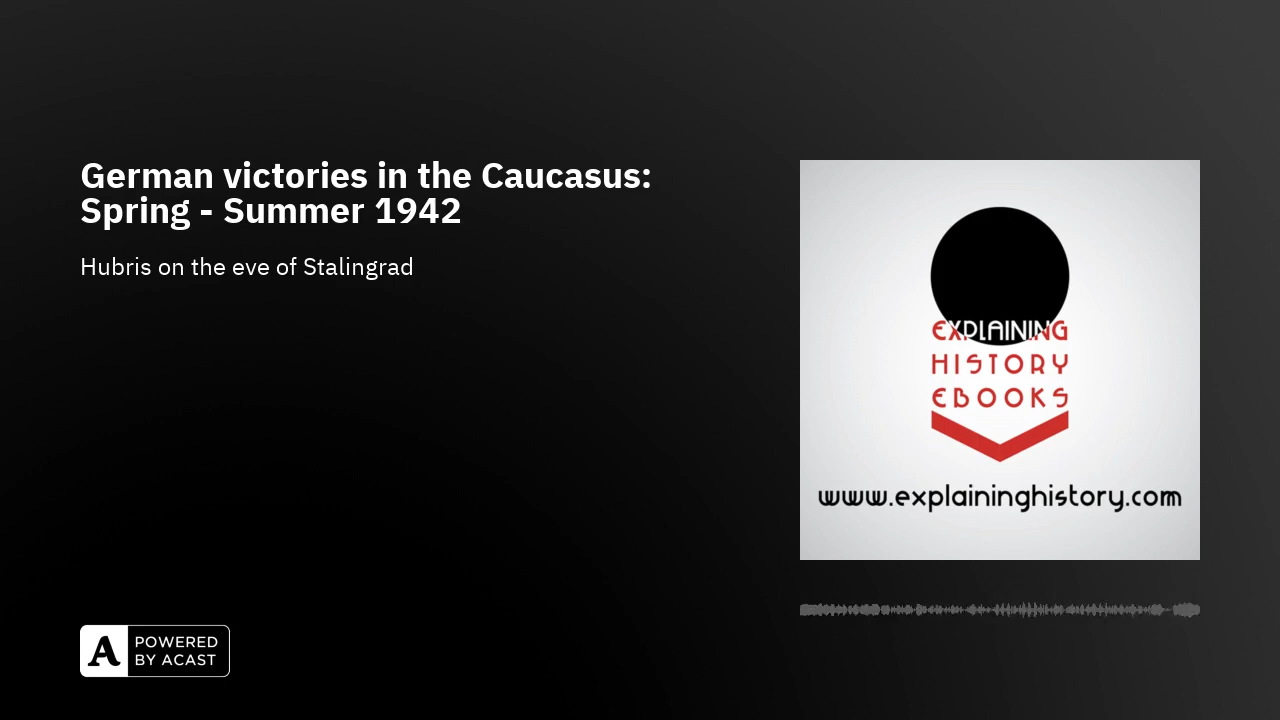 German victories in the Caucasus:
Spring - Summer 1942
Hubris on the eve of Stalingrad
EXPLAINING
HISTORY
EBOOKS
www.explaininghistory.com
A POWERED
BY ACAST